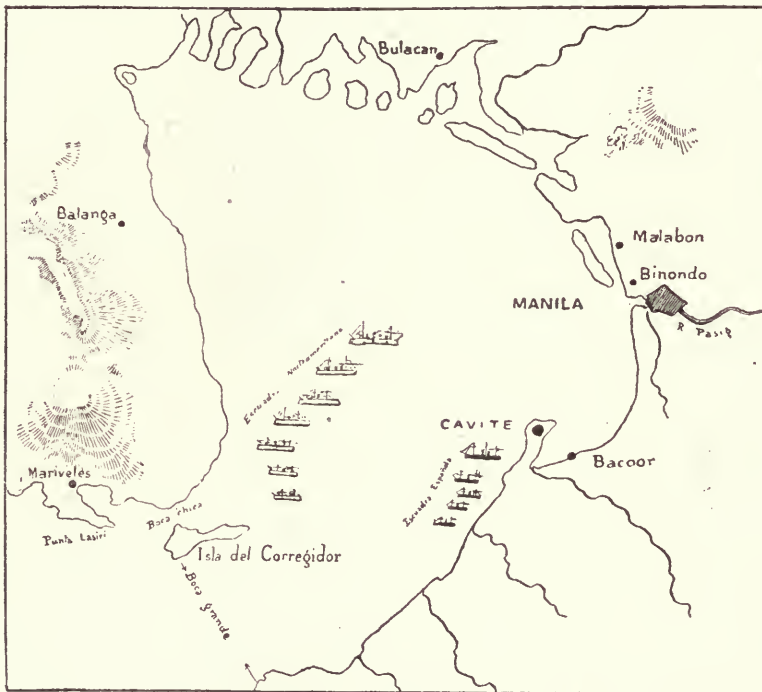 Bulacan
Balanga
Malabon
Binondo
MANILA
R. Pasig
Escuadra Norteamericana
CAVITE
Bacoor
Escuadra Española
Mariveles
Boca chica
Punta Lasisi
Isla del Corregidor
Boca grande